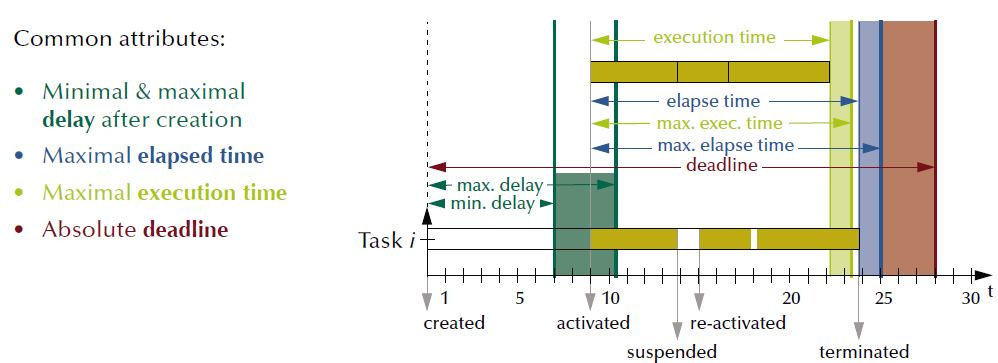 Common attributes:
• Minimal & maximal
delay after creation
• Maximal elapsed time
• Maximal execution time
• Absolute deadline
execution time
elapse time
max. exec. time
max. elapse time
deadline
max. delay
min. delay
Task i
1 5 10 20 25 30 t
created activated re-activated
suspended terminated